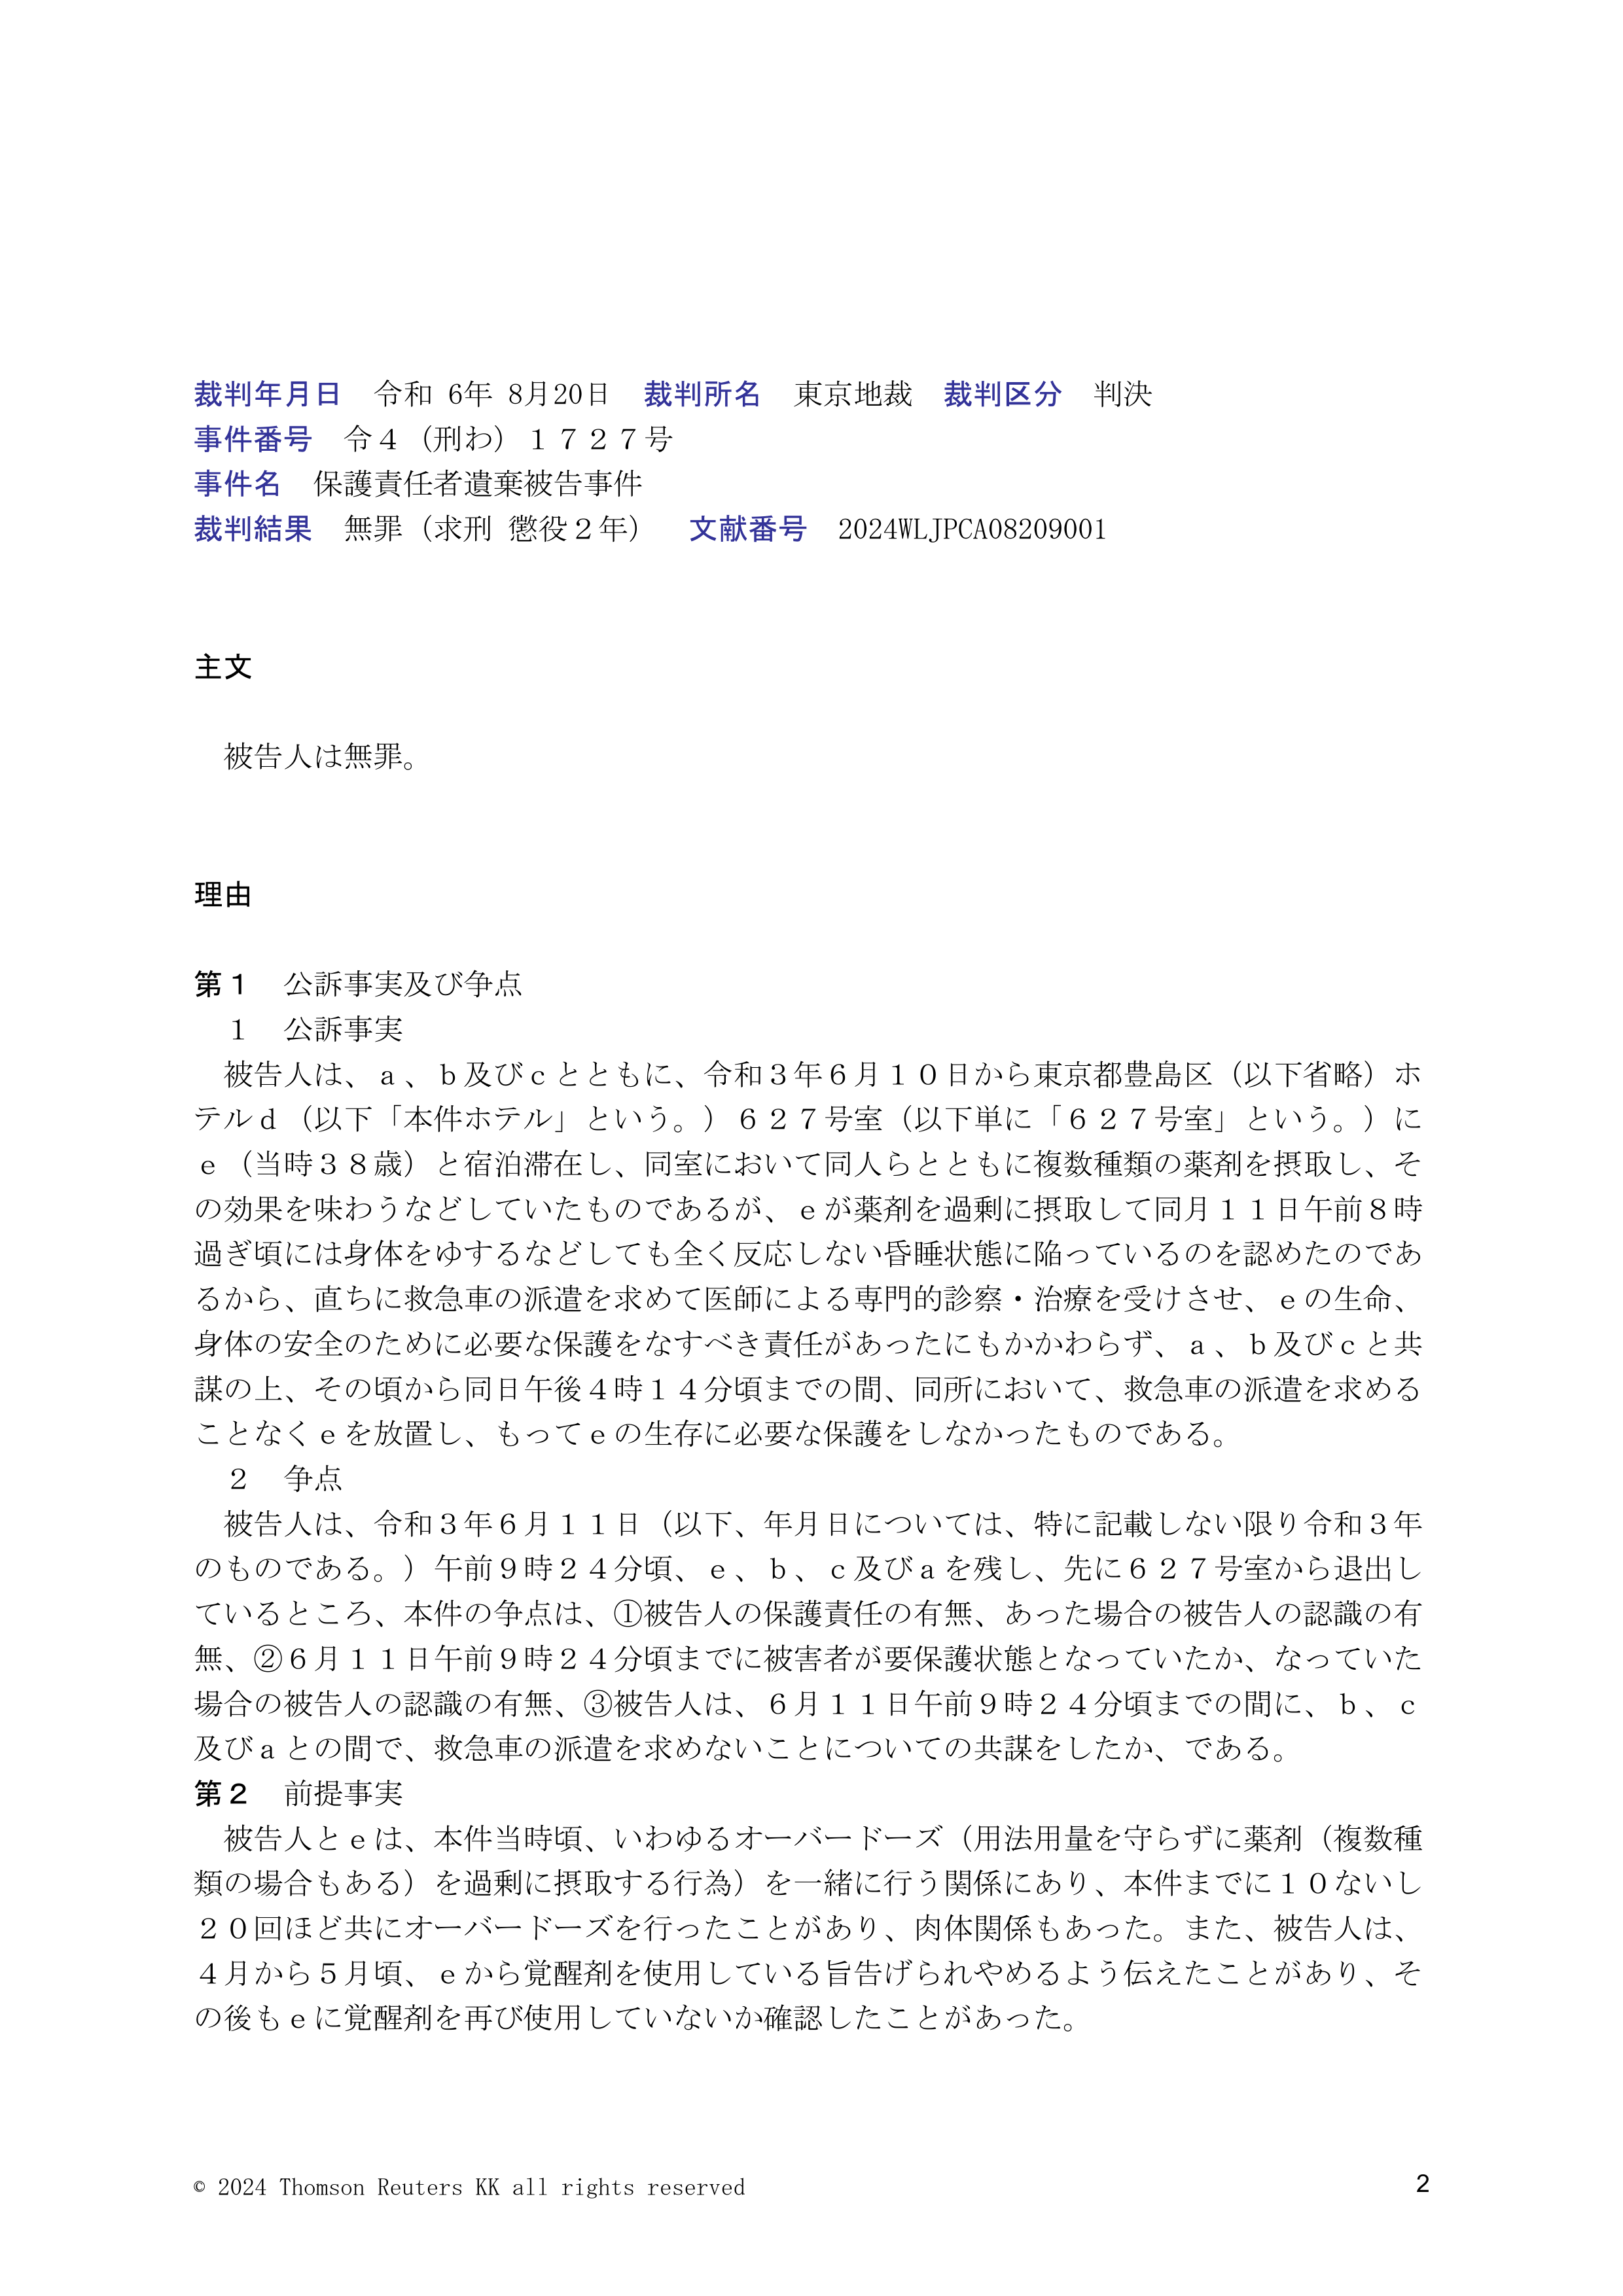 裁判年月日　令和 6年 8月20日　裁判所名　東京地裁　裁判区分　判決
事件番号　令４（刑わ）１７２７号
事件名　保護責任者遺棄被告事件
裁判結果　無罪（求刑 懲役２年）　文献番号　2024WLJPCA08209001
主文
被告人は無罪。
理由
第１　公訴事実及び争点
１　公訴事実
被告人は、ａ、ｂ及びｃとともに、令和３年６月１０日から東京都豊島区（以下省略）ホ
テルｄ（以下「本件ホテル」という。）６２７号室（以下単に「６２７号室」という。）に
ｅ（当時３８歳）と宿泊滞在し、同室において同人らとともに複数種類の薬剤を摂取し、そ
の効果を味わうなどしていたものであるが、ｅが薬剤を過剰に摂取して同月１１日午前８時
過ぎ頃には身体をゆするなどしても全く反応しない昏睡状態に陥っているのを認めたのであ
るから、直ちに救急車の派遣を求めて医師による専門的診察・治療を受けさせ、ｅの生命、
身体の安全のために必要な保護をなすべき責任があったにもかかわらず、ａ、ｂ及びｃと共
謀の上、その頃から同日午後４時１４分頃までの間、同所において、救急車の派遣を求める
ことなくｅを放置し、もってｅの生存に必要な保護をしなかったものである。
２　争点
被告人は、令和３年６月１１日（以下、年月日については、特に記載しない限り令和３年
のものである。）午前９時２４分頃、ｅ、ｂ、ｃ及びａを残し、先に６２７号室から退出し
ているところ、本件の争点は、①被告人の保護責任の有無、あった場合の被告人の認識の有
無、②６月１１日午前９時２４分頃までに被害者が要保護状態となっていたか、なっていた
場合の被告人の認識の有無、③被告人は、６月１１日午前９時２４分頃までの間に、ｂ、ｃ
及びａとの間で、救急車の派遣を求めないことについての共謀をしたか、である。
第２　前提事実
被告人とｅは、本件当時頃、いわゆるオーバードーズ（用法用量を守らずに薬剤（複数種
類の場合もある）を過剰に摂取する行為）を一緒に行う関係にあり、本件までに１０ないし
２０回ほど共にオーバードーズを行ったことがあり、肉体関係もあった。また、被告人は、
４月から５月頃、ｅから覚醒剤を使用している旨告げられやめるよう伝えたことがあり、そ
の後もｅに覚醒剤を再び使用していないか確認したことがあった。
© 2024 Thomson Reuters KK all rights reserved
2